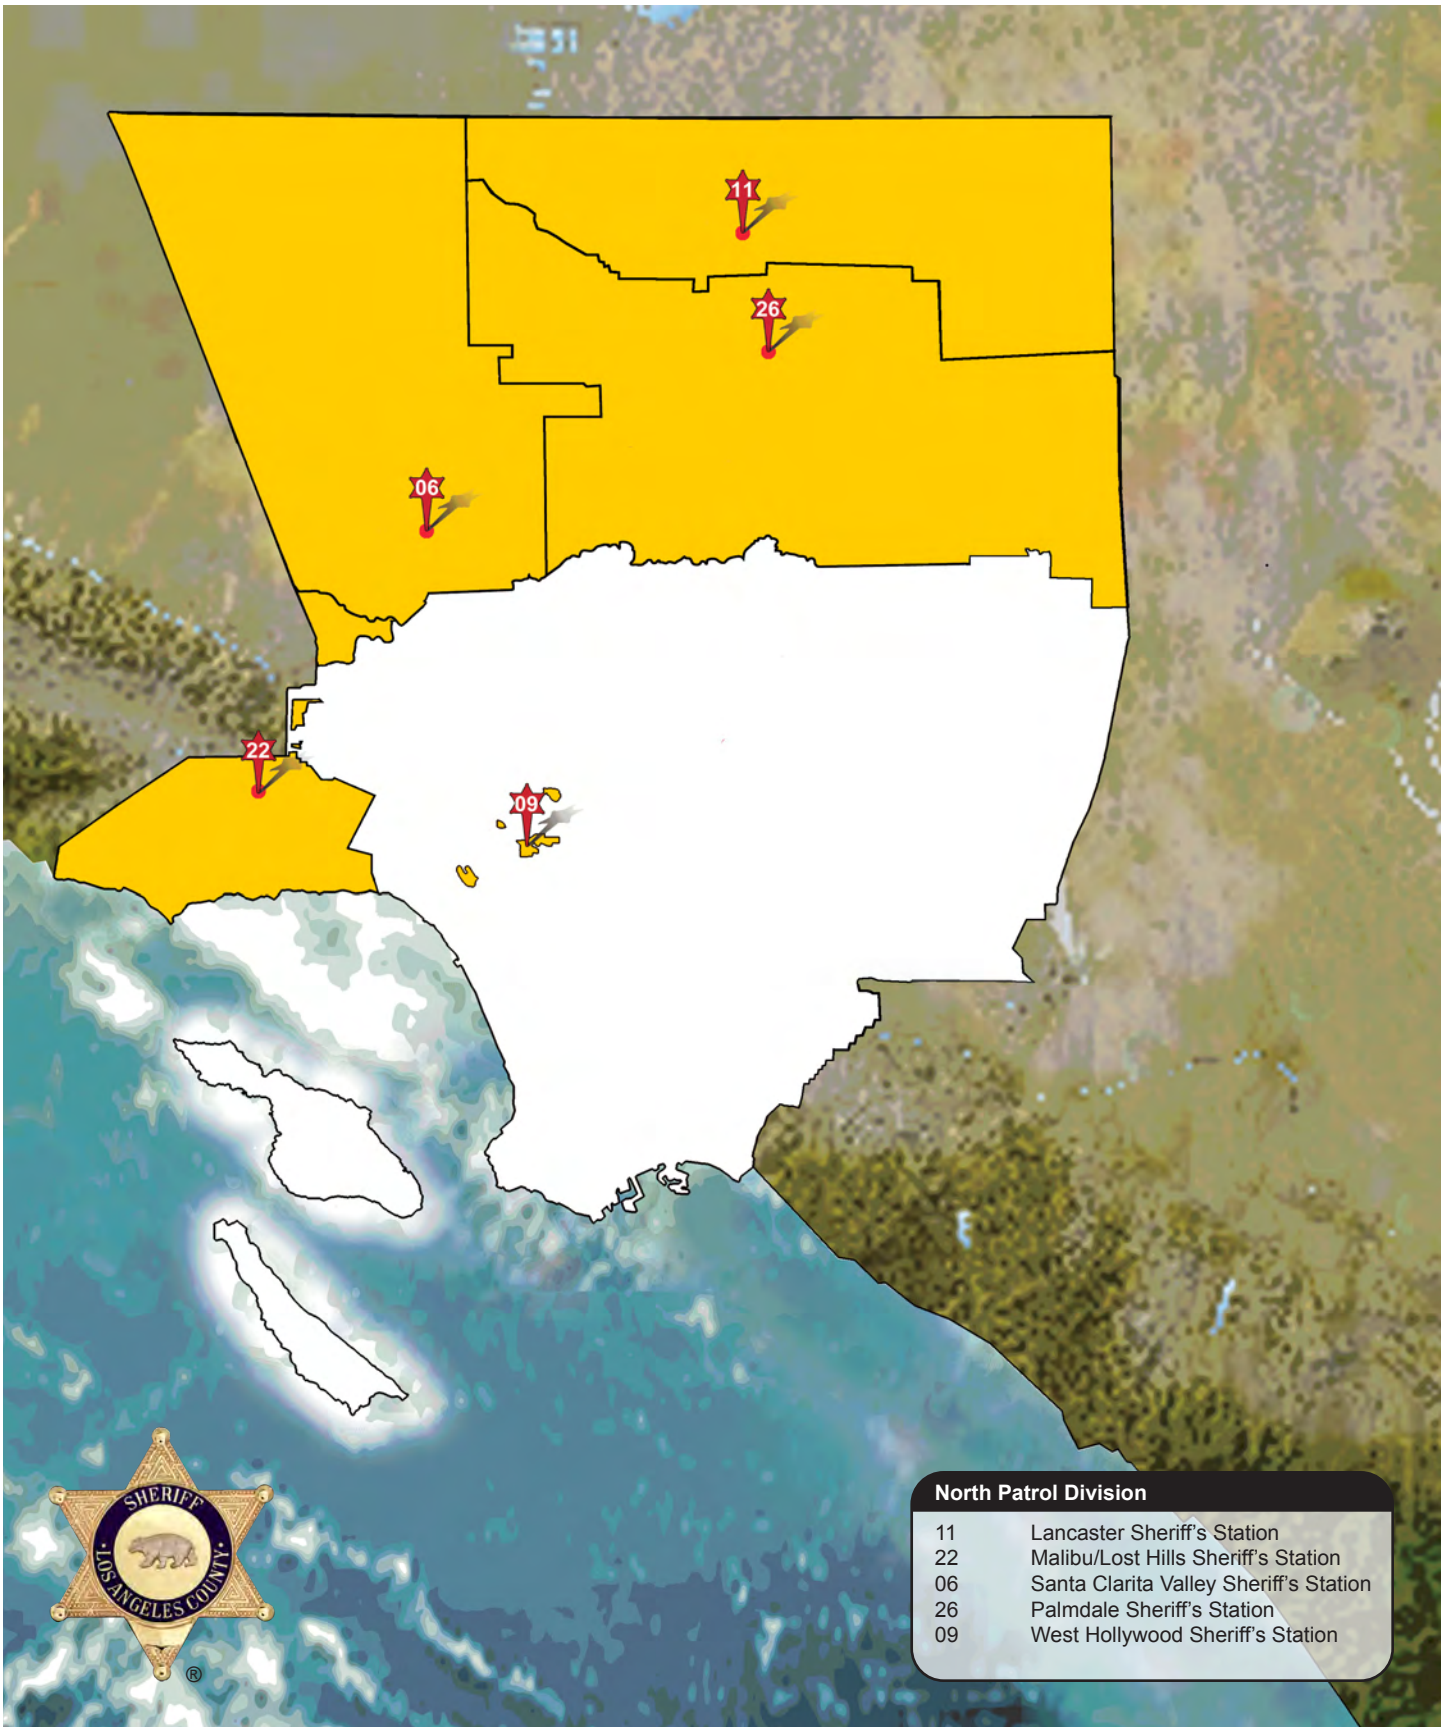 11
26
06
22
09
SHERIFF
LOS ANGELES COUNTY
®
North Patrol Division
11 Lancaster Sheriff's Station
22 Malibu/Lost Hills Sheriff's Station
06 Santa Clarita Valley Sheriff's Station
26 Palmdale Sheriff's Station
09 West Hollywood Sheriff's Station